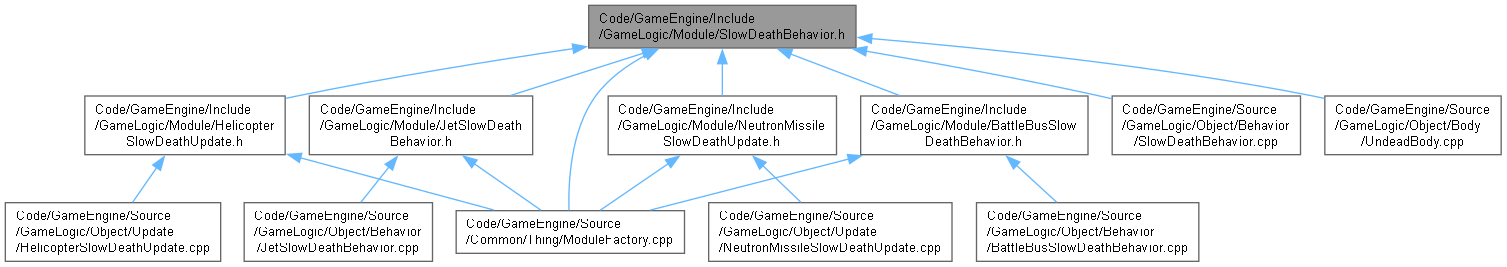 Code/GameEngine/Include
/GameLogic/Module/SlowDeathBehavior.h
Code/GameEngine/Include
/GameLogic/Module/Helicopter
SlowDeathUpdate.h
Code/GameEngine/Include
/GameLogic/Module/JetSlowDeath
Behavior.h
Code/GameEngine/Include
/GameLogic/Module/NeutronMissile
SlowDeathUpdate.h
Code/GameEngine/Include
/GameLogic/Module/BattleBusSlow
DeathBehavior.h
Code/GameEngine/Source
/GameLogic/Object/Behavior
/SlowDeathBehavior.cpp
Code/GameEngine/Source
/GameLogic/Object/Body
/UndeadBody.cpp
Code/GameEngine/Source
/GameLogic/Object/Update
/HelicopterSlowDeathUpdate.cpp
Code/GameEngine/Source
/GameLogic/Object/Behavior
/JetSlowDeathBehavior.cpp
Code/GameEngine/Source
/Common/Thing/ModuleFactory.cpp
Code/GameEngine/Source
/GameLogic/Object/Update
/NeutronMissileSlowDeathUpdate.cpp
Code/GameEngine/Source
/GameLogic/Object/Behavior
/BattleBusSlowDeathBehavior.cpp